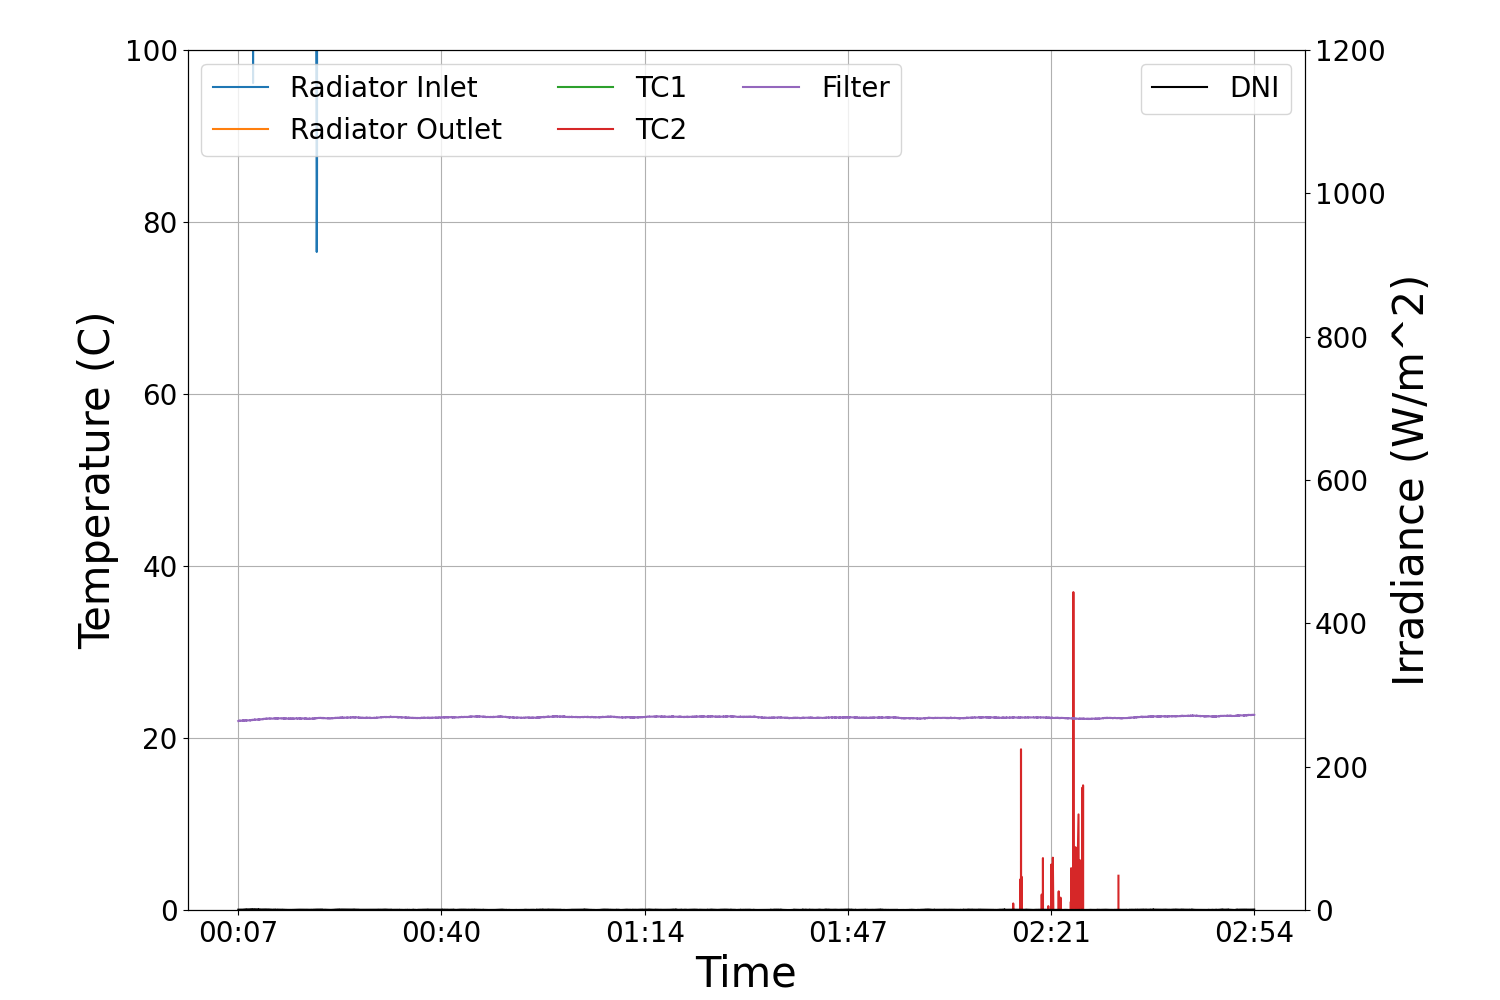 100
80
60
40
20
0
Temperature (C)
Radiator Inlet
Radiator Outlet
TC1
TC2
Filter
DNI
1200
1000
800
600
400
200
0
Irradiance (W/m^2)
00:07 00:40 01:14 01:47 02:21 02:54
Time